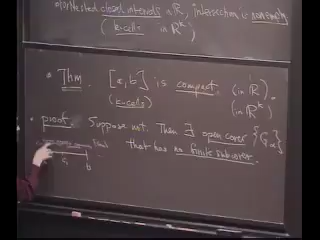 Nested closed intervals in ℝ, intersection is nonempty
(k-cells in ℝᵏ)
• Thm. [a, b] is compact. (in ℝ)
(k-cells) (in ℝᵏ)
• proof. Suppose not. Then ∃ open cover {Gα}
that has no finite subcover.
b